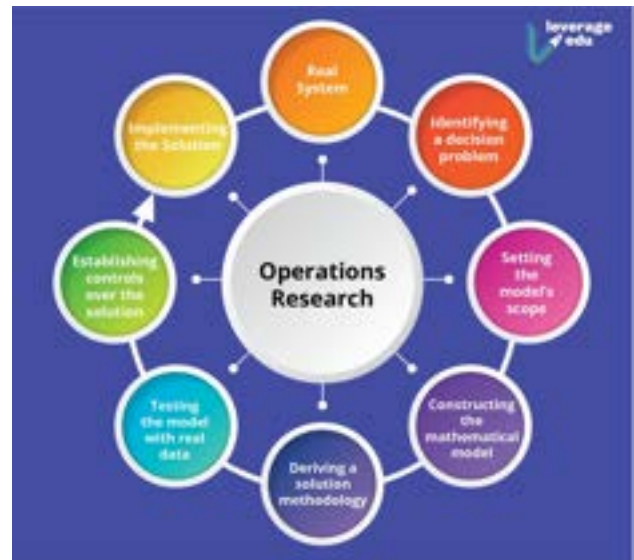 leverage
edu
Real
System
Identifying
a decision
problem
Setting
the
model's
scope
Constructing
the
mathematical
model
Deriving a
solution
methodology
Testing
the model
with real
data
Establishing
controls
over the
solution
Implementing
the Solution
Operations
Research